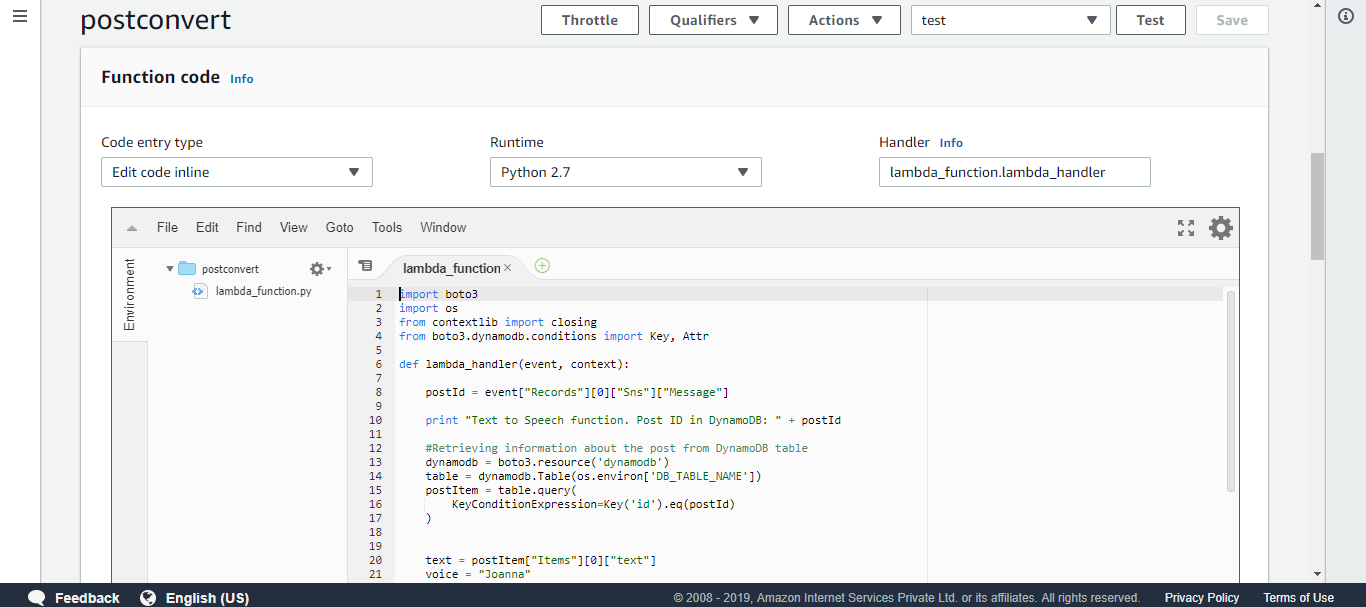 postconvert
Throttle
Qualifiers
Actions
test
Test
Save
Function code Info
Code entry type
Edit code inline
Runtime
Python 2.7
Handler Info
lambda_function.lambda_handler
File Edit Find View Goto Tools Window
Environment
postconvert
lambda_function.py
lambda_function
1 import boto3
2 import os
3 from contextlib import closing
4 from boto3.dynamodb.conditions import Key, Attr
5
6 def lambda_handler(event, context):
7
8 postId = event["Records"][0]["Sns"]["Message"]
9
10 print "Text to Speech function. Post ID in DynamoDB: " + postId
11
12 #Retrieving information about the post from DynamoDB table
13 dynamodb = boto3.resource('dynamodb')
14 table = dynamodb.Table(os.environ['DB_TABLE_NAME'])
15 postItem = table.query(
16 KeyConditionExpression=Key('id').eq(postId)
17 )
18
19
20 text = postItem["Items"][0]["text"]
21 voice = "Joanna"
Feedback English (US) © 2008 - 2019, Amazon Internet Services Private Ltd. or its affiliates. All rights reserved. Privacy Policy Terms of Use